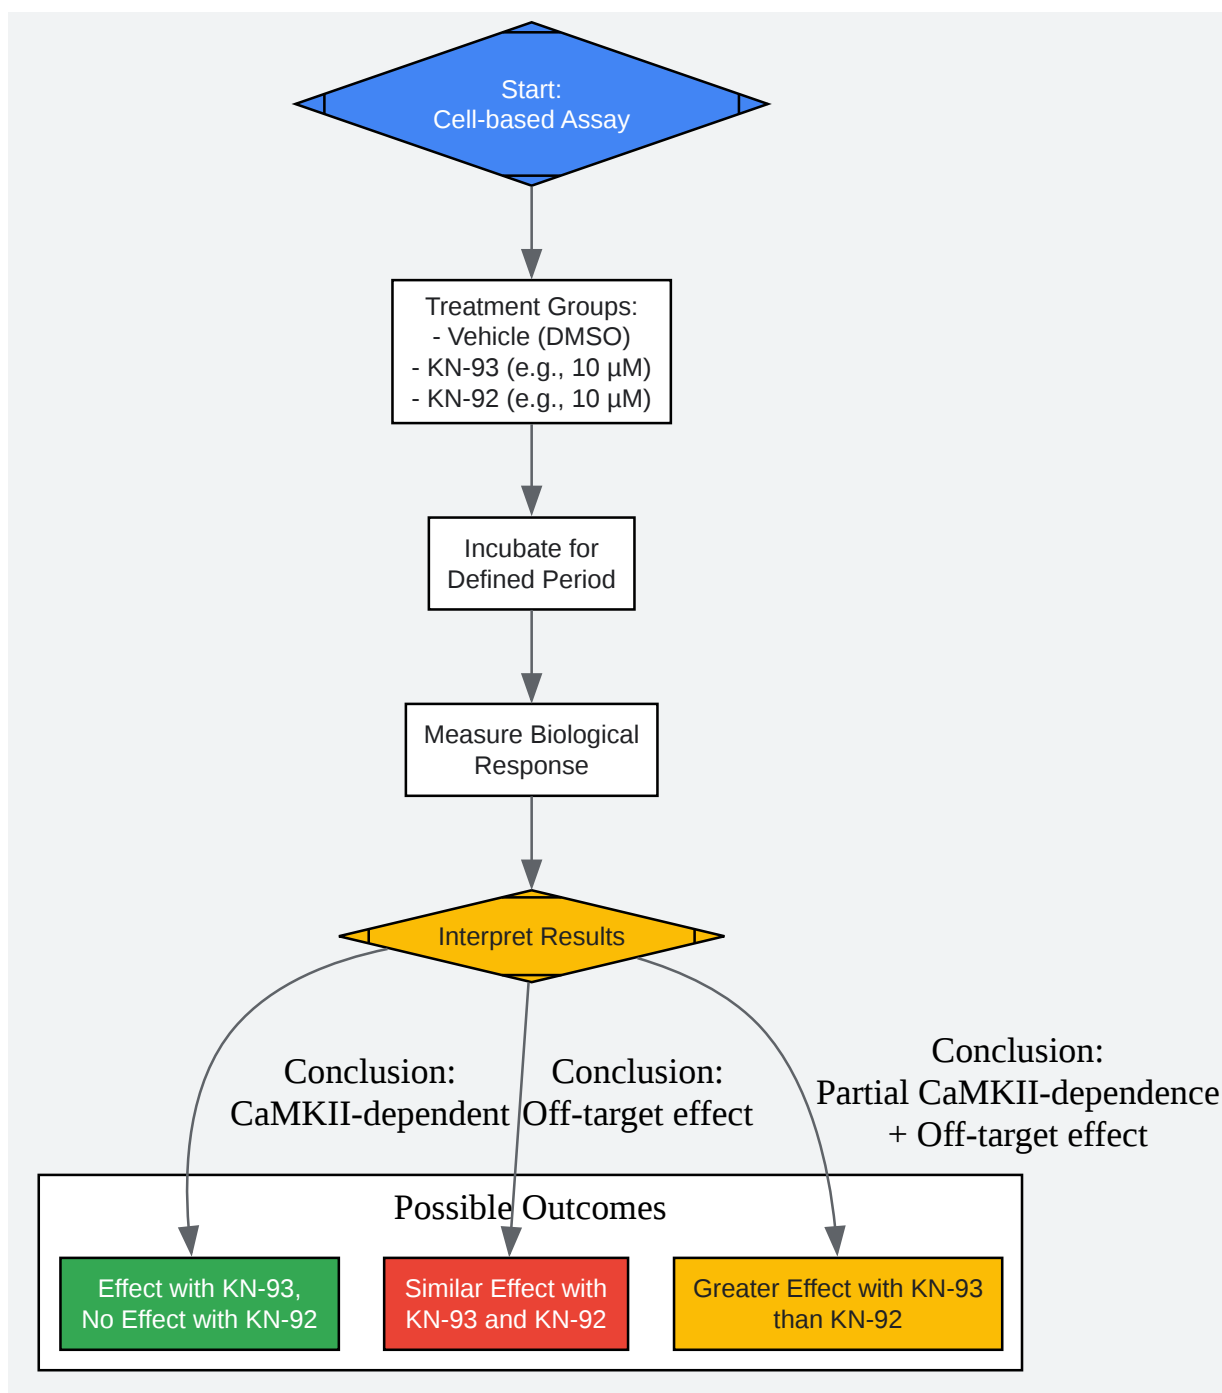 Start:
Cell-based Assay
Treatment Groups:
- Vehicle (DMSO)
- KN-93 (e.g., 10 µM)
- KN-92 (e.g., 10 µM)
Incubate for
Defined Period
Measure Biological
Response
Interpret Results
Conclusion:
CaMKII-dependent
Conclusion:
Off-target effect
Conclusion:
Partial CaMKII-dependence
+ Off-target effect
Possible Outcomes
Effect with KN-93,
No Effect with KN-92
Similar Effect with
KN-93 and KN-92
Greater Effect with KN-93
than KN-92